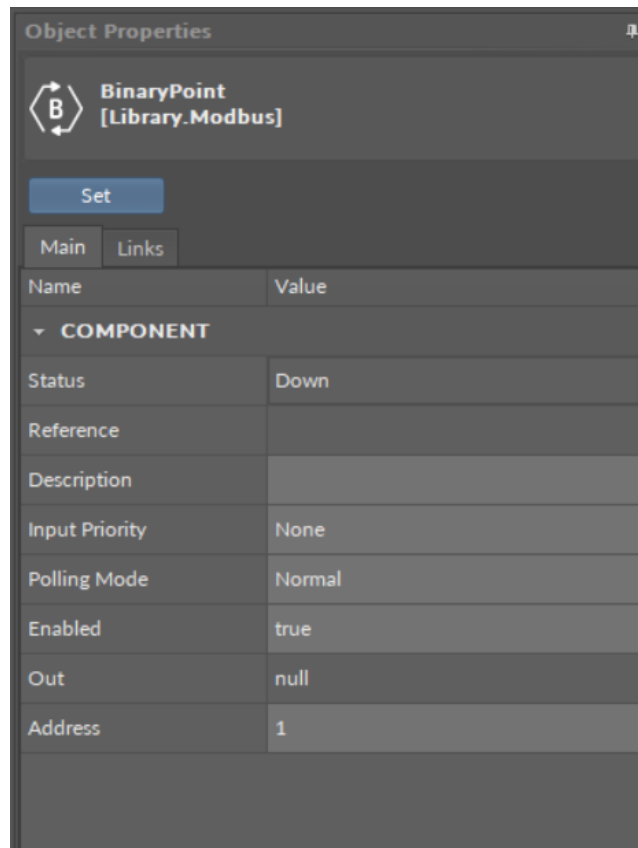 Object Properties
B
BinaryPoint
[Library.Modbus]
Set
Main Links
Name Value
COMPONENT
Status Down
Reference
Description
Input Priority None
Polling Mode Normal
Enabled true
Out null
Address 1